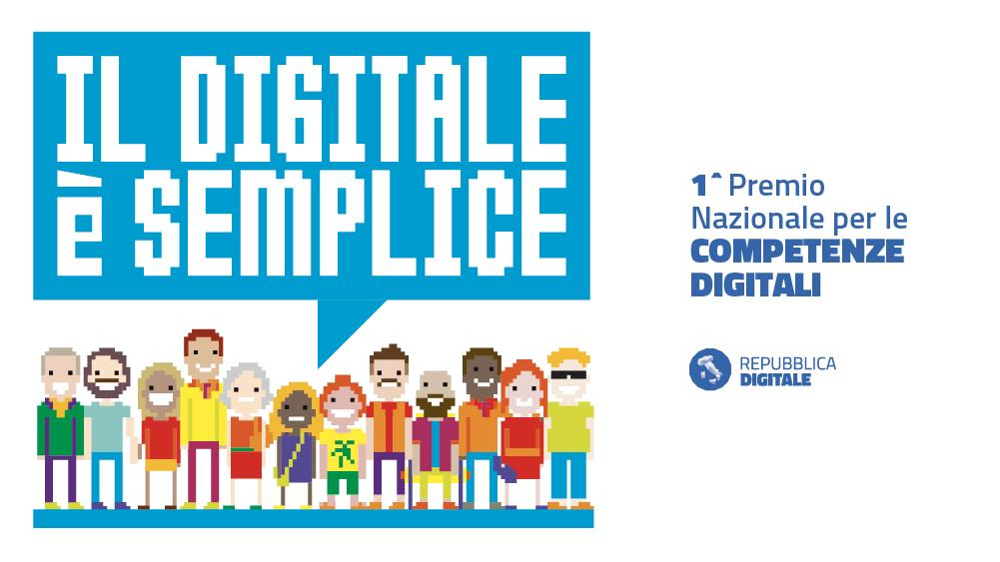 IL DIGITALE
è SEMPLICE
1^ Premio
Nazionale per le
COMPETENZE
DIGITALI
REPUBBLICA
DIGITALE